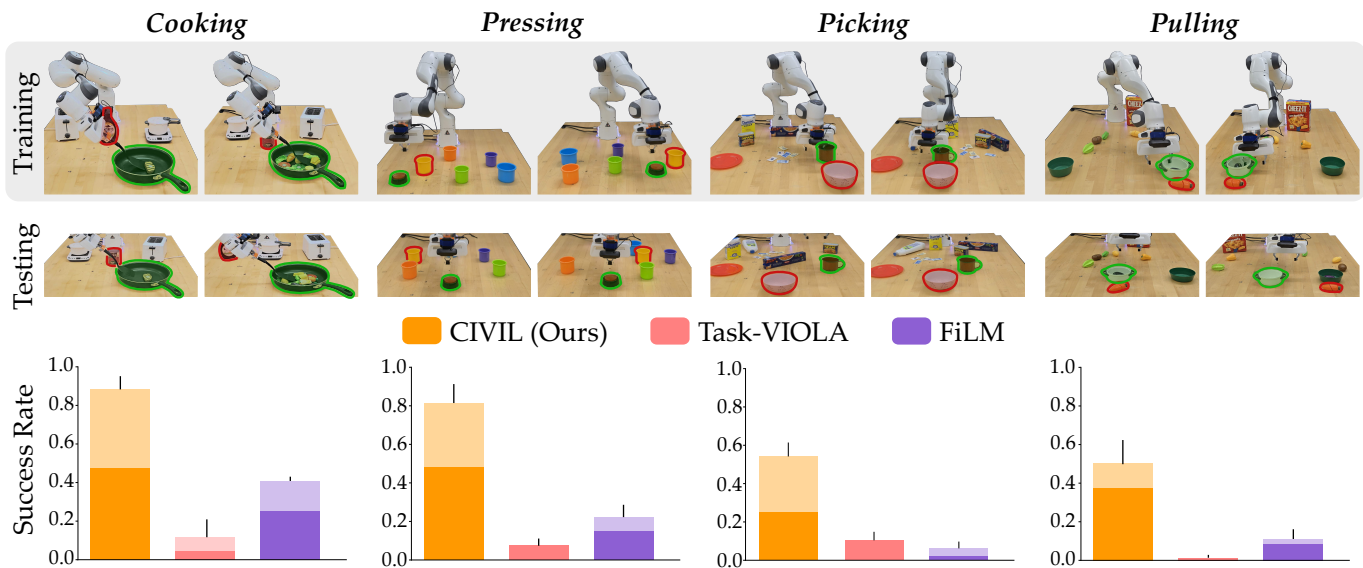 Cooking Pressing Picking Pulling
Training
CHEEZ-IT
Testing
CIVIL (Ours) Task-VIOLA FiLM
Success Rate
1.0 1.0 1.0 1.0
0.8 0.8 0.8 0.8
0.6 0.6 0.6 0.6
0.4 0.4 0.4 0.4
0.2 0.2 0.2 0.2
0.0 0.0 0.0 0.0